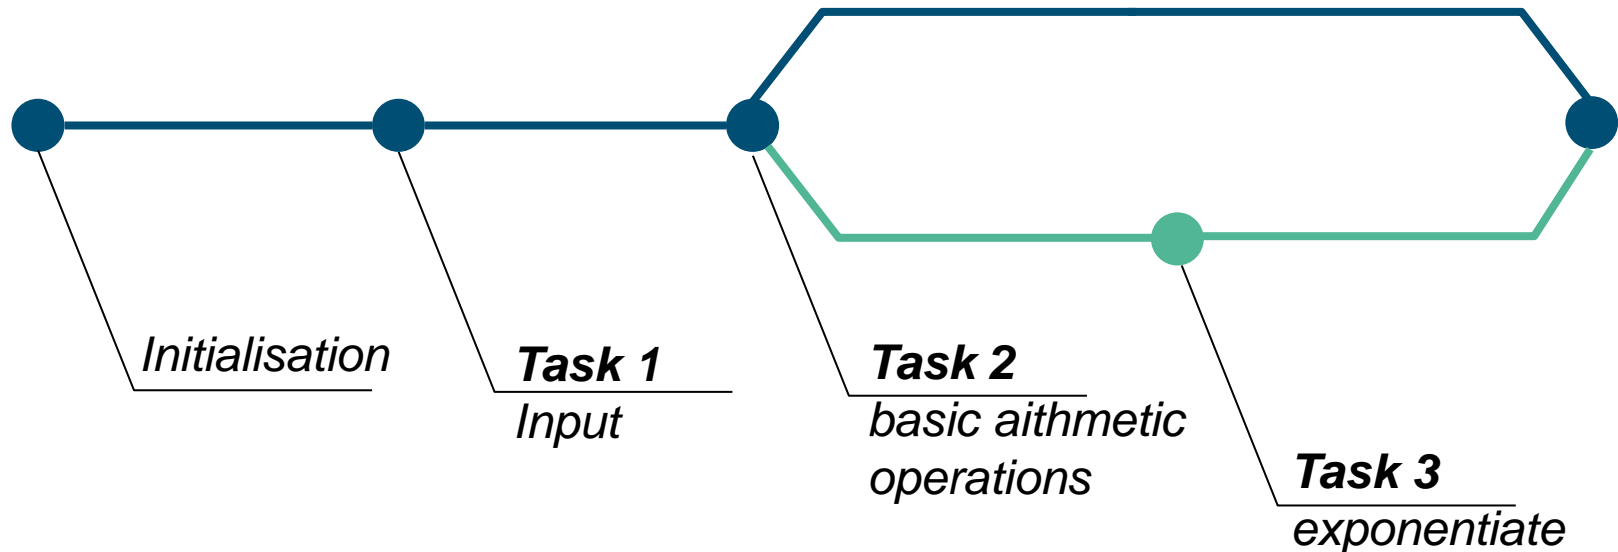 Initialisation
Task 1
Input
Task 2
basic aithmetic
operations
Task 3
exponentiate